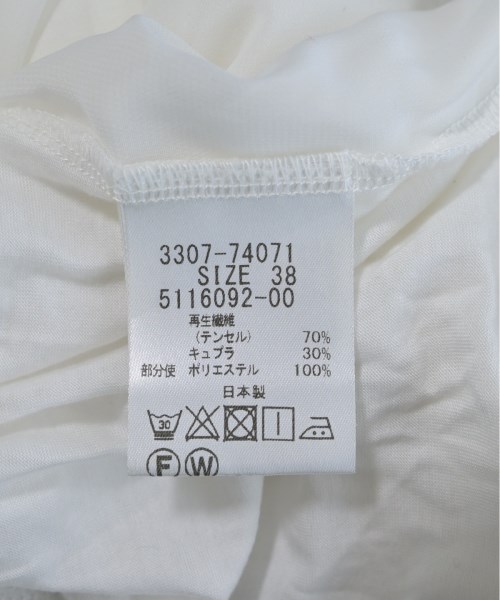 3307-74071
SIZE 38
5116092-00
再生繊維
(テンセル) 70%
キュプラ 30%
部分使 ポリエステル 100%
日本製
30
F W